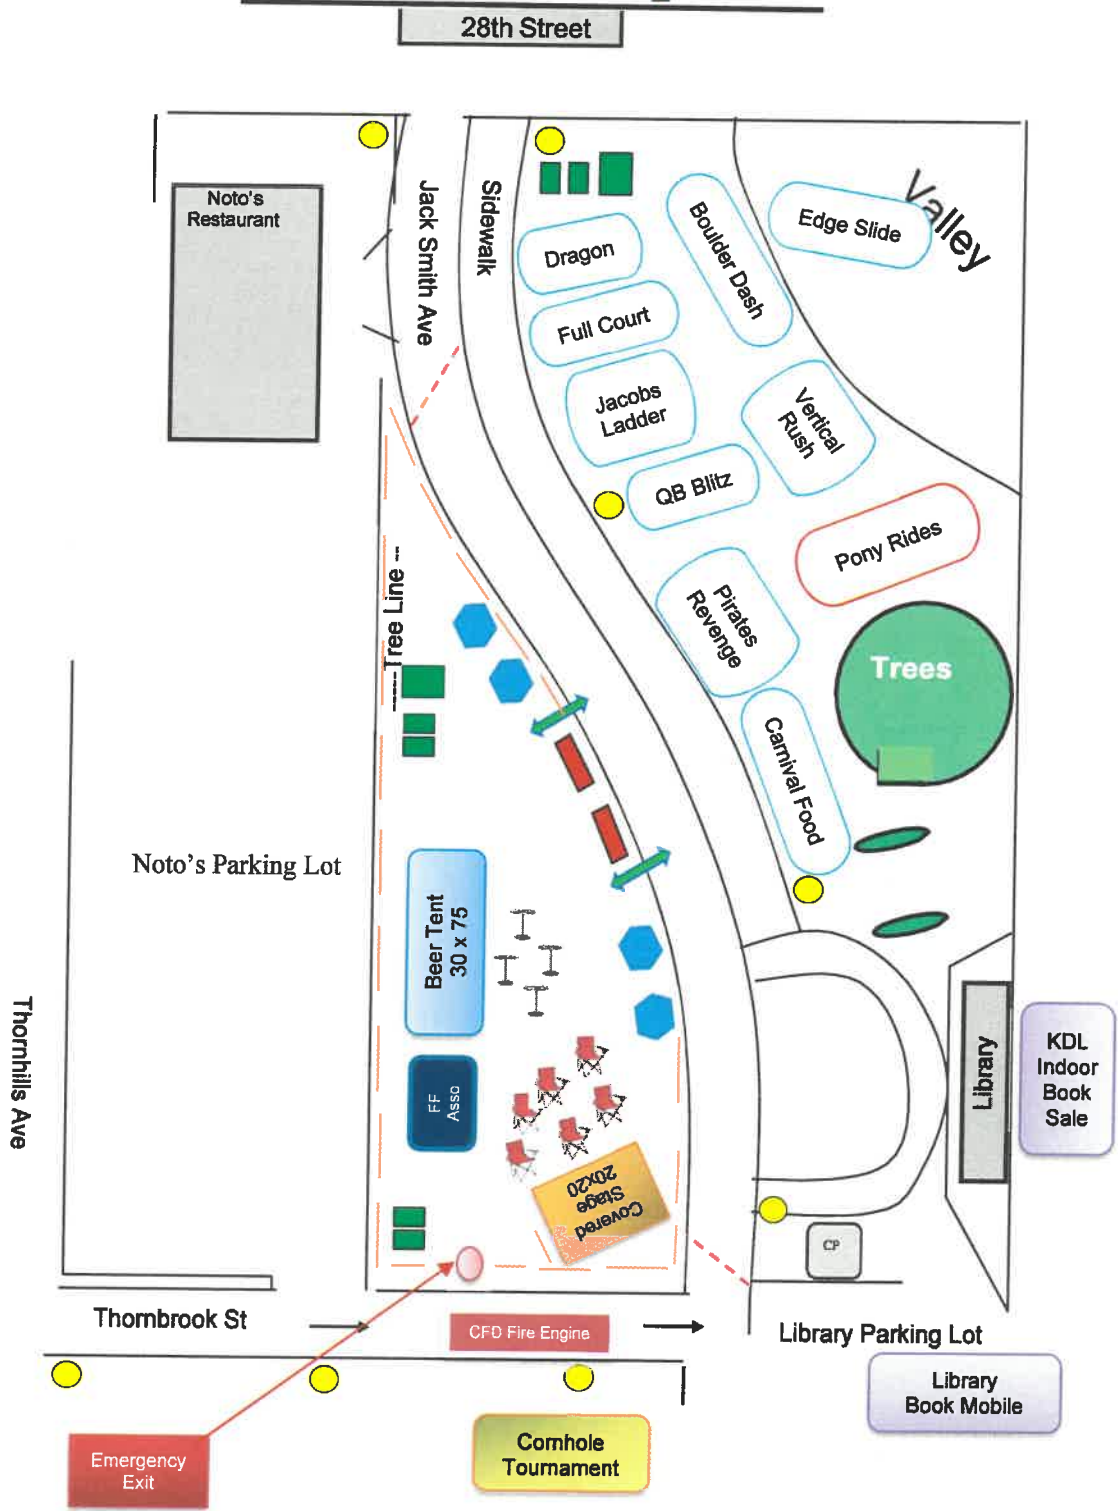 28th Street
Noto's
Restaurant
Jack Smith Ave
Sidewalk
Dragon
Full Court
Jacobs
Ladder
QB Blitz
Boulder Dash
Edge Slide
Valley
Vertical
Rush
Pony Rides
Pirates
Revenge
Trees
Carnival Food
-----Tree Line --
Noto's Parking Lot
Beer Tent
30 x 75
FF
Asso
Covered
Stage
20x20
Library
KDL
Indoor
Book
Sale
CP
Thornhills Ave
Thornbrook St
CFD Fire Engine
Library Parking Lot
Library
Book Mobile
Emergency
Exit
Cornhole
Tournament